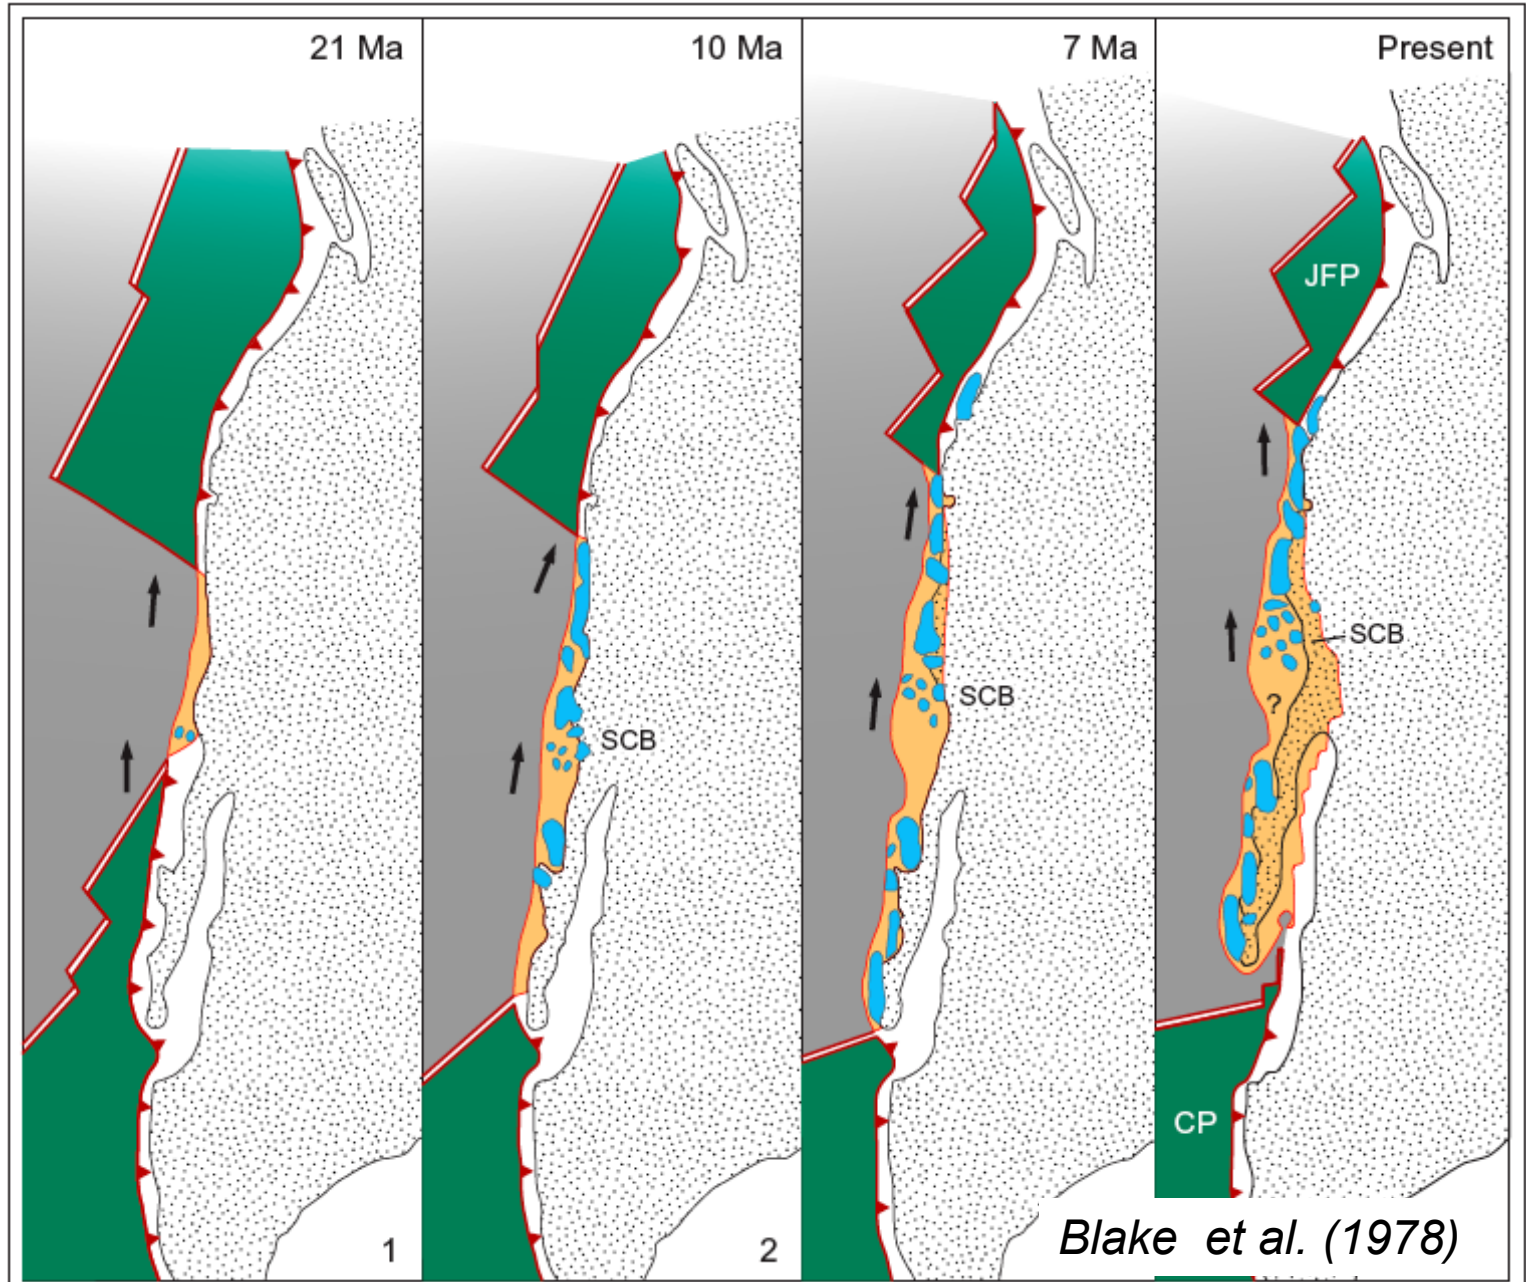 21 Ma
10 Ma
7 Ma
Present
JFP
SCB
SCB
SCB
?
CP
1
2
Blake et al. (1978)